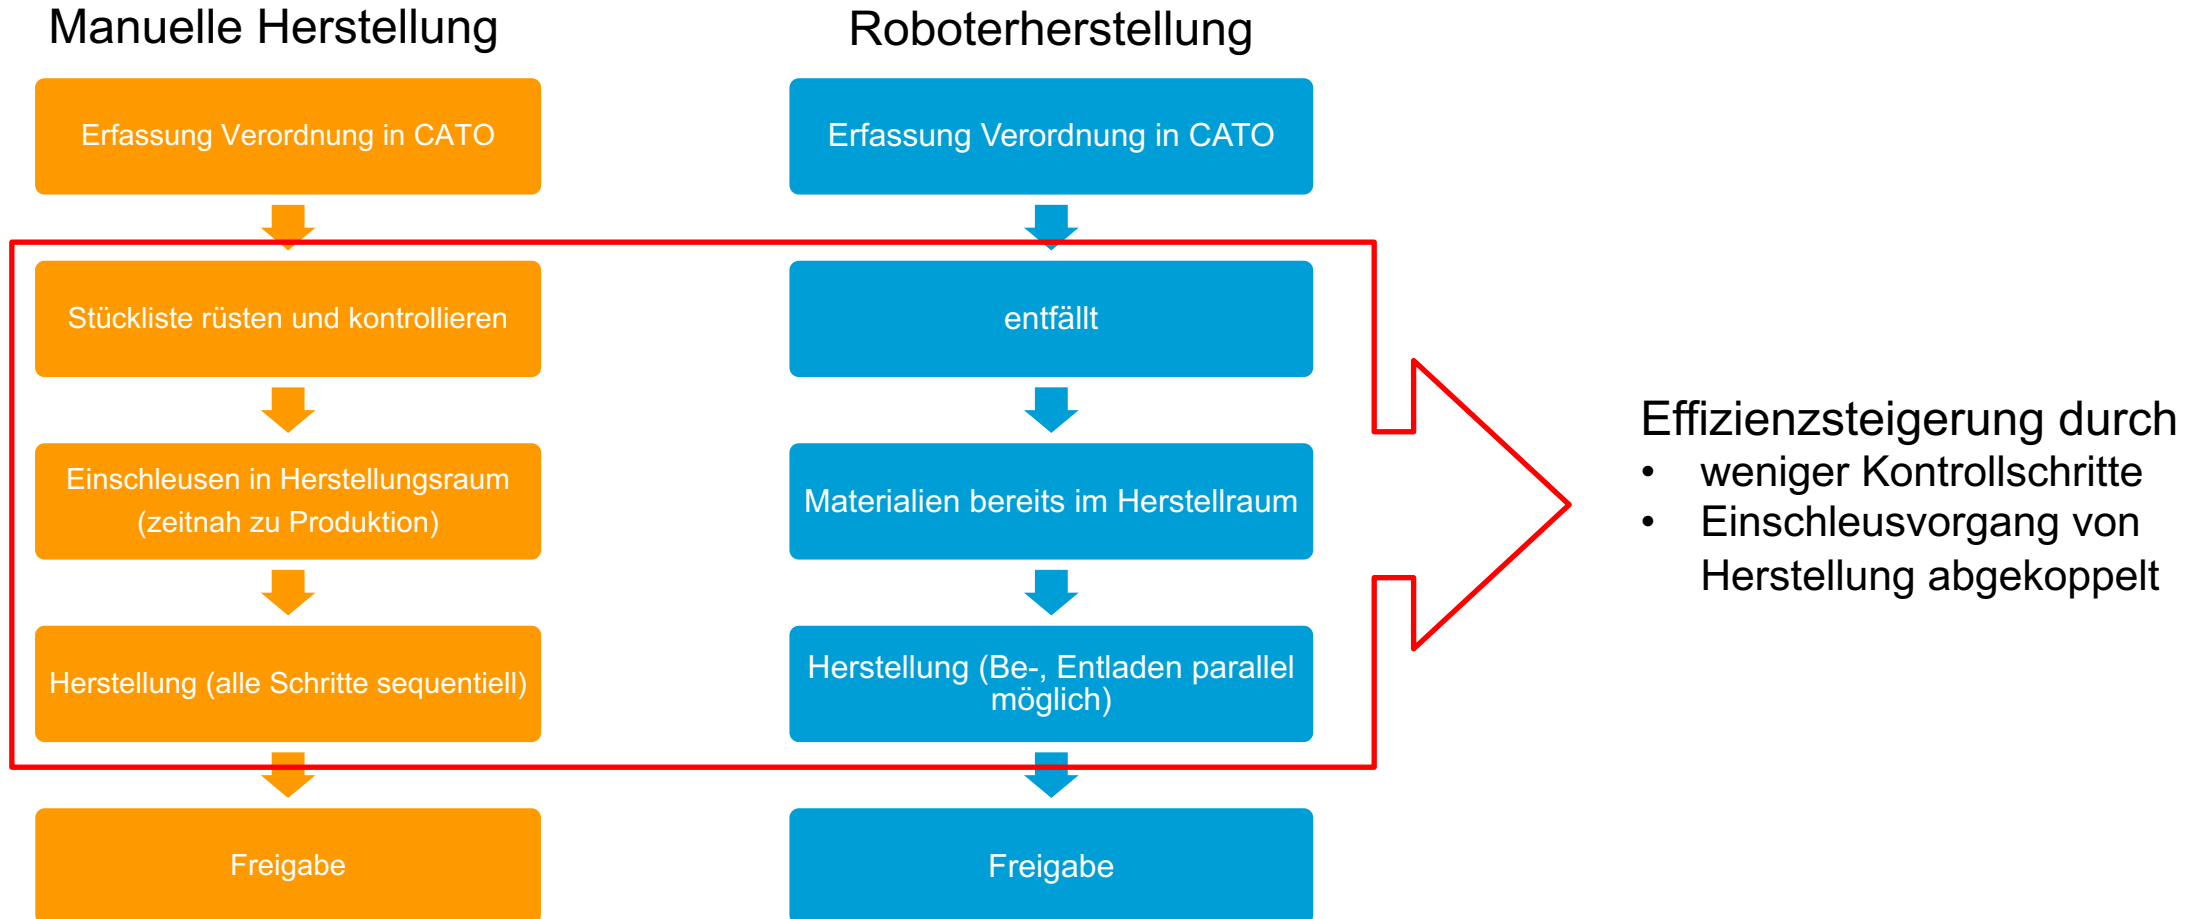 Manuelle Herstellung
Erfassung Verordnung in CATO
Stückliste rüsten und kontrollieren
Einschleusen in Herstellungsraum
(zeitnah zu Produktion)
Herstellung (alle Schritte sequentiell)
Freigabe
Roboterherstellung
Erfassung Verordnung in CATO
entfällt
Materialien bereits im Herstellraum
Herstellung (Be-, Entladen parallel
möglich)
Freigabe
Effizienzsteigerung durch
• weniger Kontrollschritte
• Einschleusvorgang von
Herstellung abgekoppelt